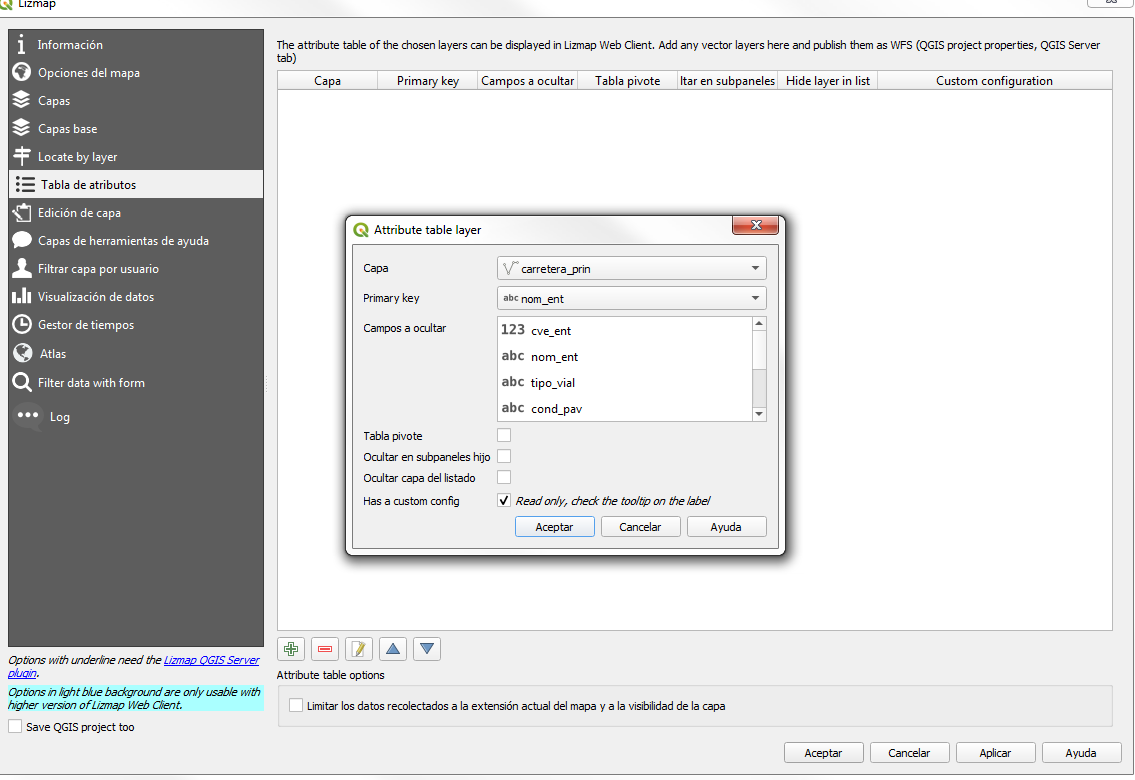 Lizmap
Información
Opciones del mapa
Capas
Capas base
Locate by layer
Tabla de atributos
Edición de capa
Capas de herramientas de ayuda
Filtrar capa por usuario
Visualización de datos
Gestor de tiempos
Atlas
Filter data with form
Log
Options with underline need the Lizmap QGIS Server
plugin.
Options in light blue background are only usable with
higher version of Lizmap Web Client.
Save QGIS project too
The attribute table of the chosen layers can be displayed in Lizmap Web Client. Add any vector layers here and publish them as WFS (QGIS project properties, QGIS Server
tab)
Capa Primary key Campos a ocultar Tabla pivote ltar en subpaneles Hide layer in list Custom configuration
Attribute table layer
Capa carretera_prin
Primary key abc nom_ent
Campos a ocultar
123 cve_ent
abc nom_ent
abc tipo_vial
abc cond_pav
Tabla pivote
Ocultar en subpaneles hijo
Ocultar capa del listado
Has a custom config Read only, check the tooltip on the label
Aceptar Cancelar Ayuda
Attribute table options
Limitar los datos recolectados a la extensión actual del mapa y a la visibilidad de la capa
Aceptar Cancelar Aplicar Ayuda